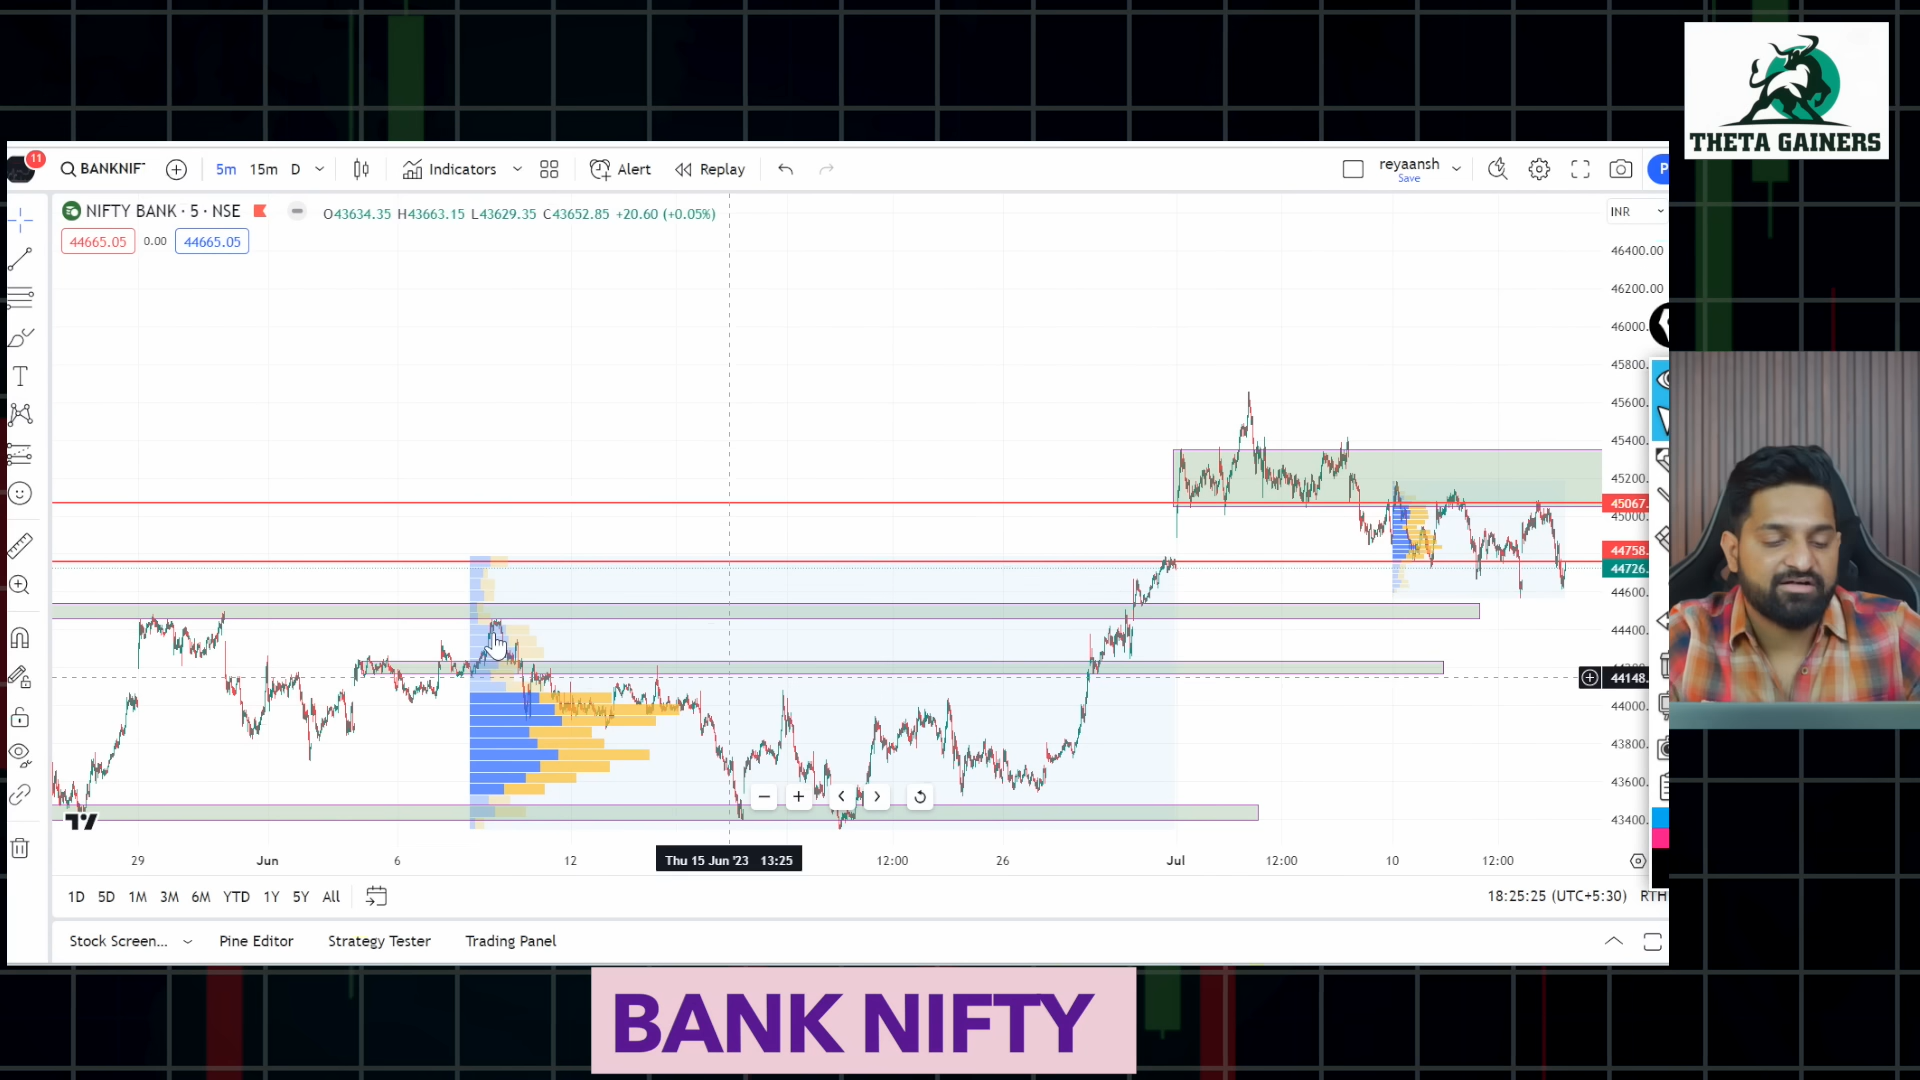 THETA GAINERS
11
BANKNIF
5m 15m D
Indicators
Alert
Replay
reyaansh
Save
P
NIFTY BANK · 5 · NSE
O43634.35 H43663.15 L43629.35 C43652.85 +20.60 (+0.05%)
INR
44665.05 0.00 44665.05
46400.00
46200.00
46000.
45800.
45600.
45400.
45200.
45067.
45000.
44758.
44726.
44600.
44400.
44148.
44000.
43800.
43600.
43400.
29 Jun 6 12 Thu 15 Jun '23 13:25 12:00 26 Jul 12:00 10 12:00
1D 5D 1M 3M 6M YTD 1Y 5Y All
18:25:25 (UTC+5:30) RTH
Stock Screen... Pine Editor Strategy Tester Trading Panel
BANK NIFTY